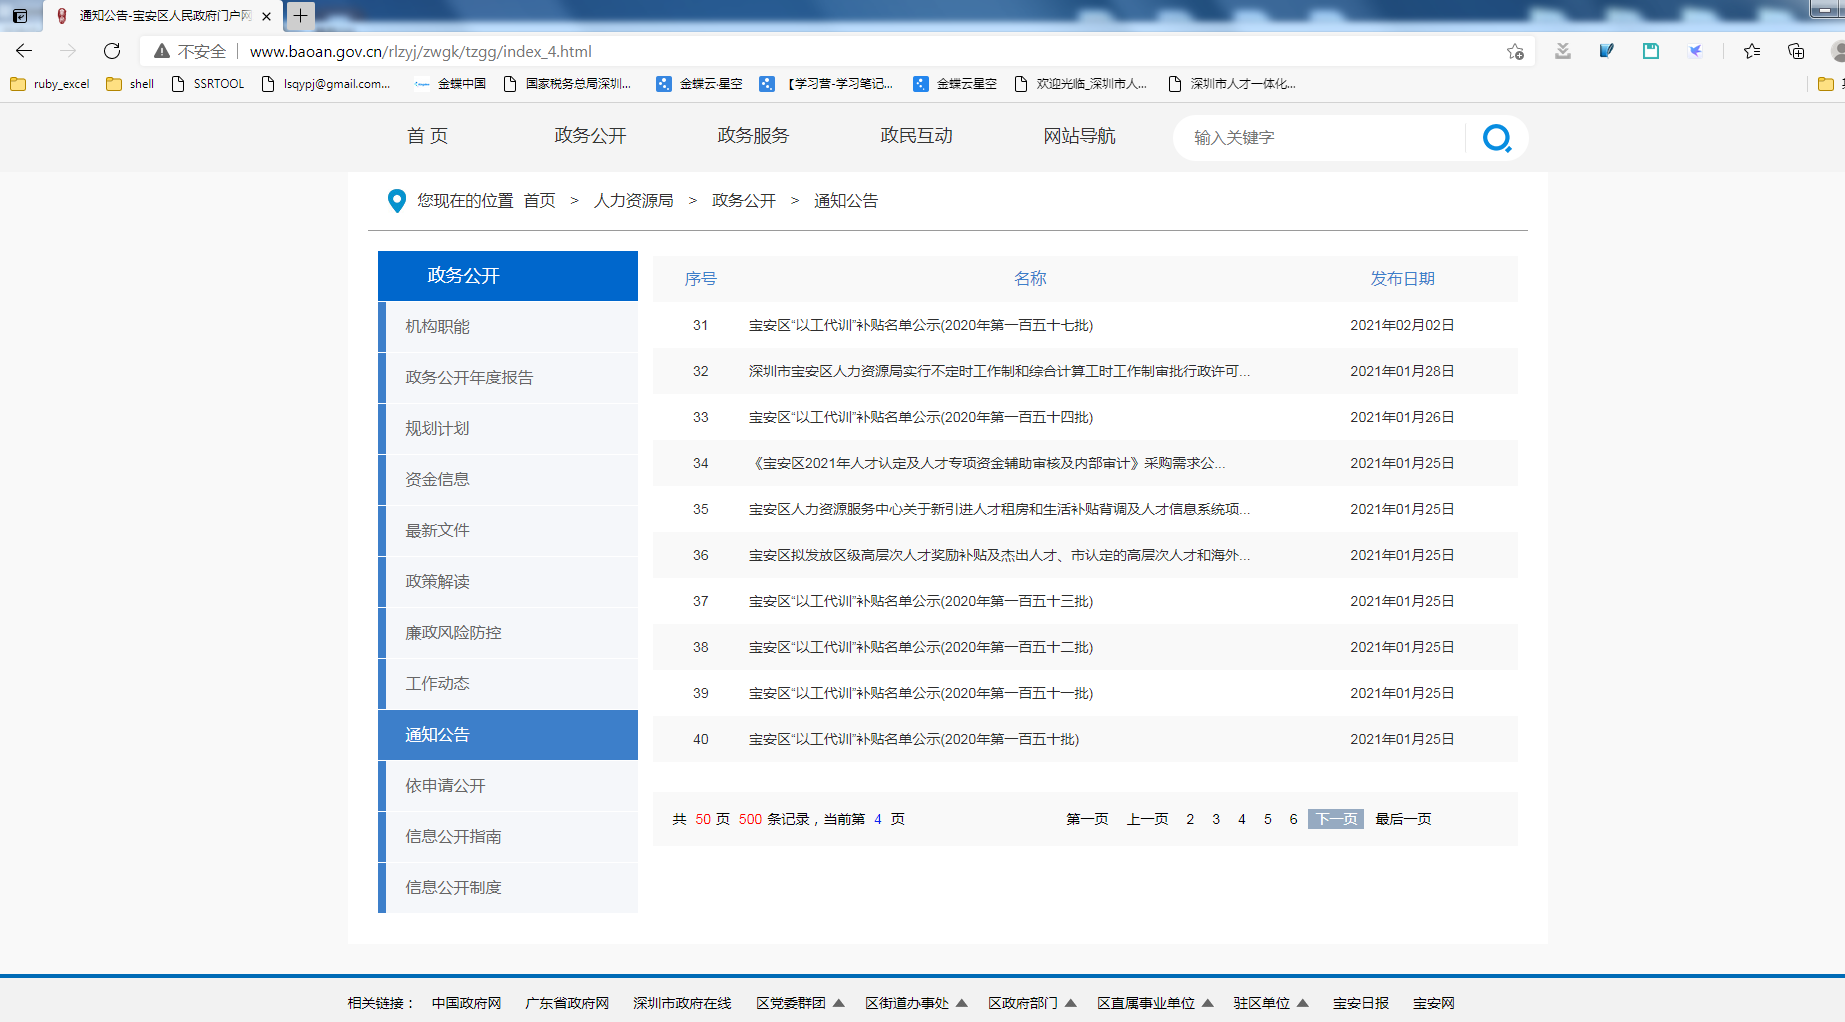 通知公告-宝安区人民政府门户网
不安全 www.baoan.gov.cn/rlzyj/zwgk/tzgg/index_4.html
ruby_excel shell SSRTOOL lsqypj@gmail.com... 金蝶中国 国家税务总局深圳... 金蝶云·星空 【学习营-学习笔记... 金蝶云星空 欢迎光临_深圳市人... 深圳市人才一体化...
首 页 政务公开 政务服务 政民互动 网站导航 输入关键字
您现在的位置 首页 > 人力资源局 > 政务公开 > 通知公告
政务公开
机构职能
政务公开年度报告
规划计划
资金信息
最新文件
政策解读
廉政风险防控
工作动态
通知公告
依申请公开
信息公开指南
信息公开制度
序号 名称 发布日期
31 宝安区“以工代训”补贴名单公示(2020年第一百五十七批) 2021年02月02日
32 深圳市宝安区人力资源局实行不定时工作制和综合计算工时工作制审批行政许可... 2021年01月28日
33 宝安区“以工代训”补贴名单公示(2020年第一百五十四批) 2021年01月26日
34 《宝安区2021年人才认定及人才专项资金辅助审核及内部审计》采购需求公... 2021年01月25日
35 宝安区人力资源服务中心关于新引进人才租房和生活补贴背调及人才信息系统项... 2021年01月25日
36 宝安区拟发放区级高层次人才奖励补贴及杰出人才、市认定的高层次人才和海外... 2021年01月25日
37 宝安区“以工代训”补贴名单公示(2020年第一百五十三批) 2021年01月25日
38 宝安区“以工代训”补贴名单公示(2020年第一百五十二批) 2021年01月25日
39 宝安区“以工代训”补贴名单公示(2020年第一百五十一批) 2021年01月25日
40 宝安区“以工代训”补贴名单公示(2020年第一百五十批) 2021年01月25日
共 50 页 500 条记录，当前第 4 页 第一页 上一页 2 3 4 5 6 下一页 最后一页
相关链接： 中国政府网 广东省政府网 深圳市政府在线 区党委群团 区街道办事处 区政府部门 区直属事业单位 驻区单位 宝安日报 宝安网